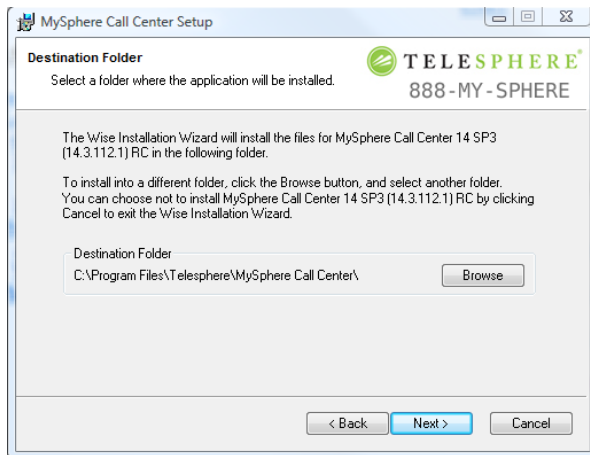 MySphere Call Center Setup
Destination Folder
Select a folder where the application will be installed.
TELESPHERE®
888-MY-SPHERE
The Wise Installation Wizard will install the files for MySphere Call Center 14 SP3
(14.3.112.1) RC in the following folder.
To install into a different folder, click the Browse button, and select another folder.
You can choose not to install MySphere Call Center 14 SP3 (14.3.112.1) RC by clicking
Cancel to exit the Wise Installation Wizard.
Destination Folder
C:\Program Files\Telesphere\MySphere Call Center\
Browse
< Back
Next >
Cancel